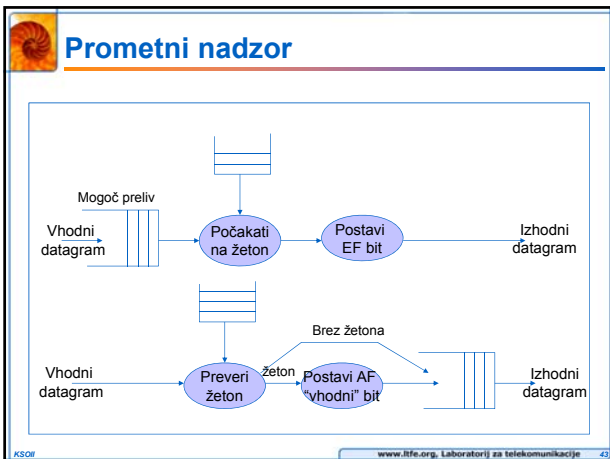 Prometni nadzor
Mogoč preliv
Vhodni
datagram
Počakati
na žeton
Postavi
EF bit
Izhodni
datagram
Brez žetona
Vhodni
datagram
Preveri
žeton
žeton
Postavi AF
"vhodni" bit
Izhodni
datagram
KSOII
www.ltfe.org, Laboratorij za telekomunikacije 43